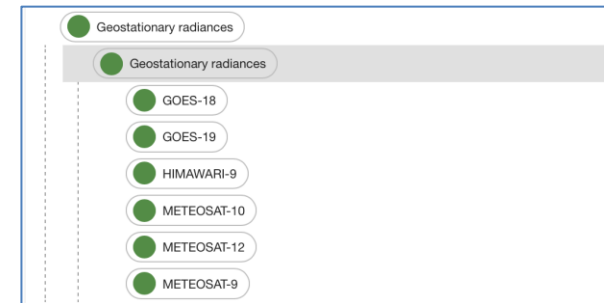 Geostationary radiances
Geostationary radiances
GOES-18
GOES-19
HIMAWARI-9
METEOSAT-10
METEOSAT-12
METEOSAT-9